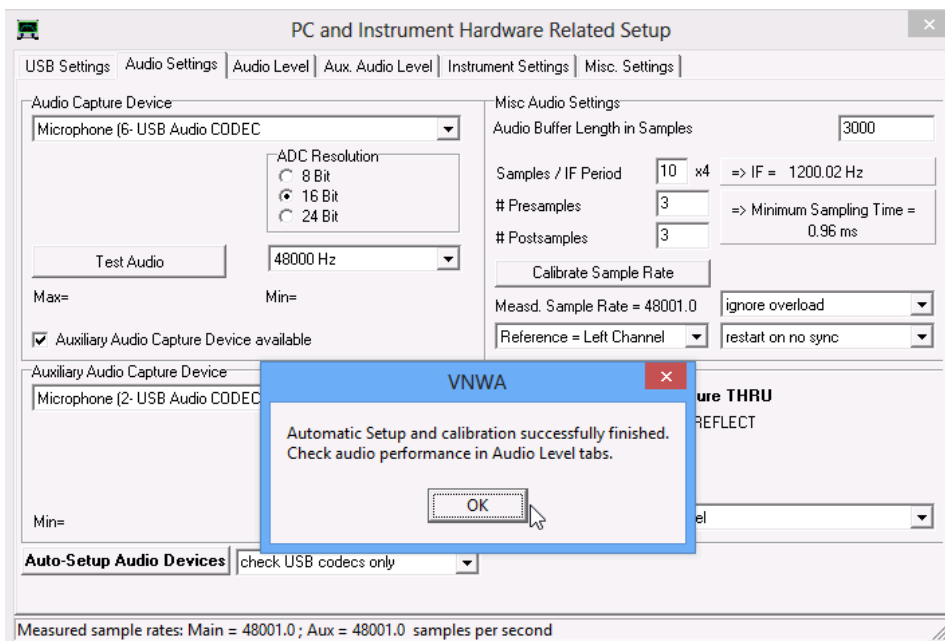 PC and Instrument Hardware Related Setup
USB Settings Audio Settings Audio Level Aux. Audio Level Instrument Settings Misc. Settings
Audio Capture Device
Microphone (6- USB Audio CODEC
ADC Resolution
8 Bit
16 Bit
24 Bit
Test Audio
48000 Hz
Max=
Min=
Auxiliary Audio Capture Device available
Misc Audio Settings
Audio Buffer Length in Samples
3000
Samples / IF Period
10 x4
=> IF = 1200.02 Hz
# Presamples
3
# Postsamples
3
=> Minimum Sampling Time =
0.96 ms
Calibrate Sample Rate
Measd. Sample Rate = 48001.0
ignore overload
Reference = Left Channel
restart on no sync
Auxiliary Audio Capture Device
Microphone (2- USB Audio CODEC
Min=
THRU
REFLECT
VNWA
Automatic Setup and calibration successfully finished.
Check audio performance in Audio Level tabs.
OK
Auto-Setup Audio Devices
check USB codecs only
Measured sample rates: Main = 48001.0 ; Aux = 48001.0 samples per second